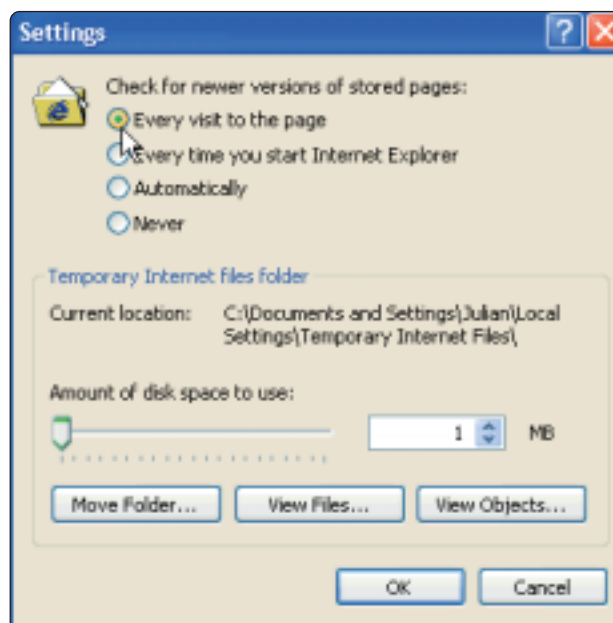 Settings
Check for newer versions of stored pages:
Every visit to the page
Every time you start Internet Explorer
Automatically
Never
Temporary Internet files folder
Current location: C:\Documents and Settings\Julian\Local
Settings\Temporary Internet Files\
Amount of disk space to use:
1 MB
Move Folder... View Files... View Objects...
OK Cancel